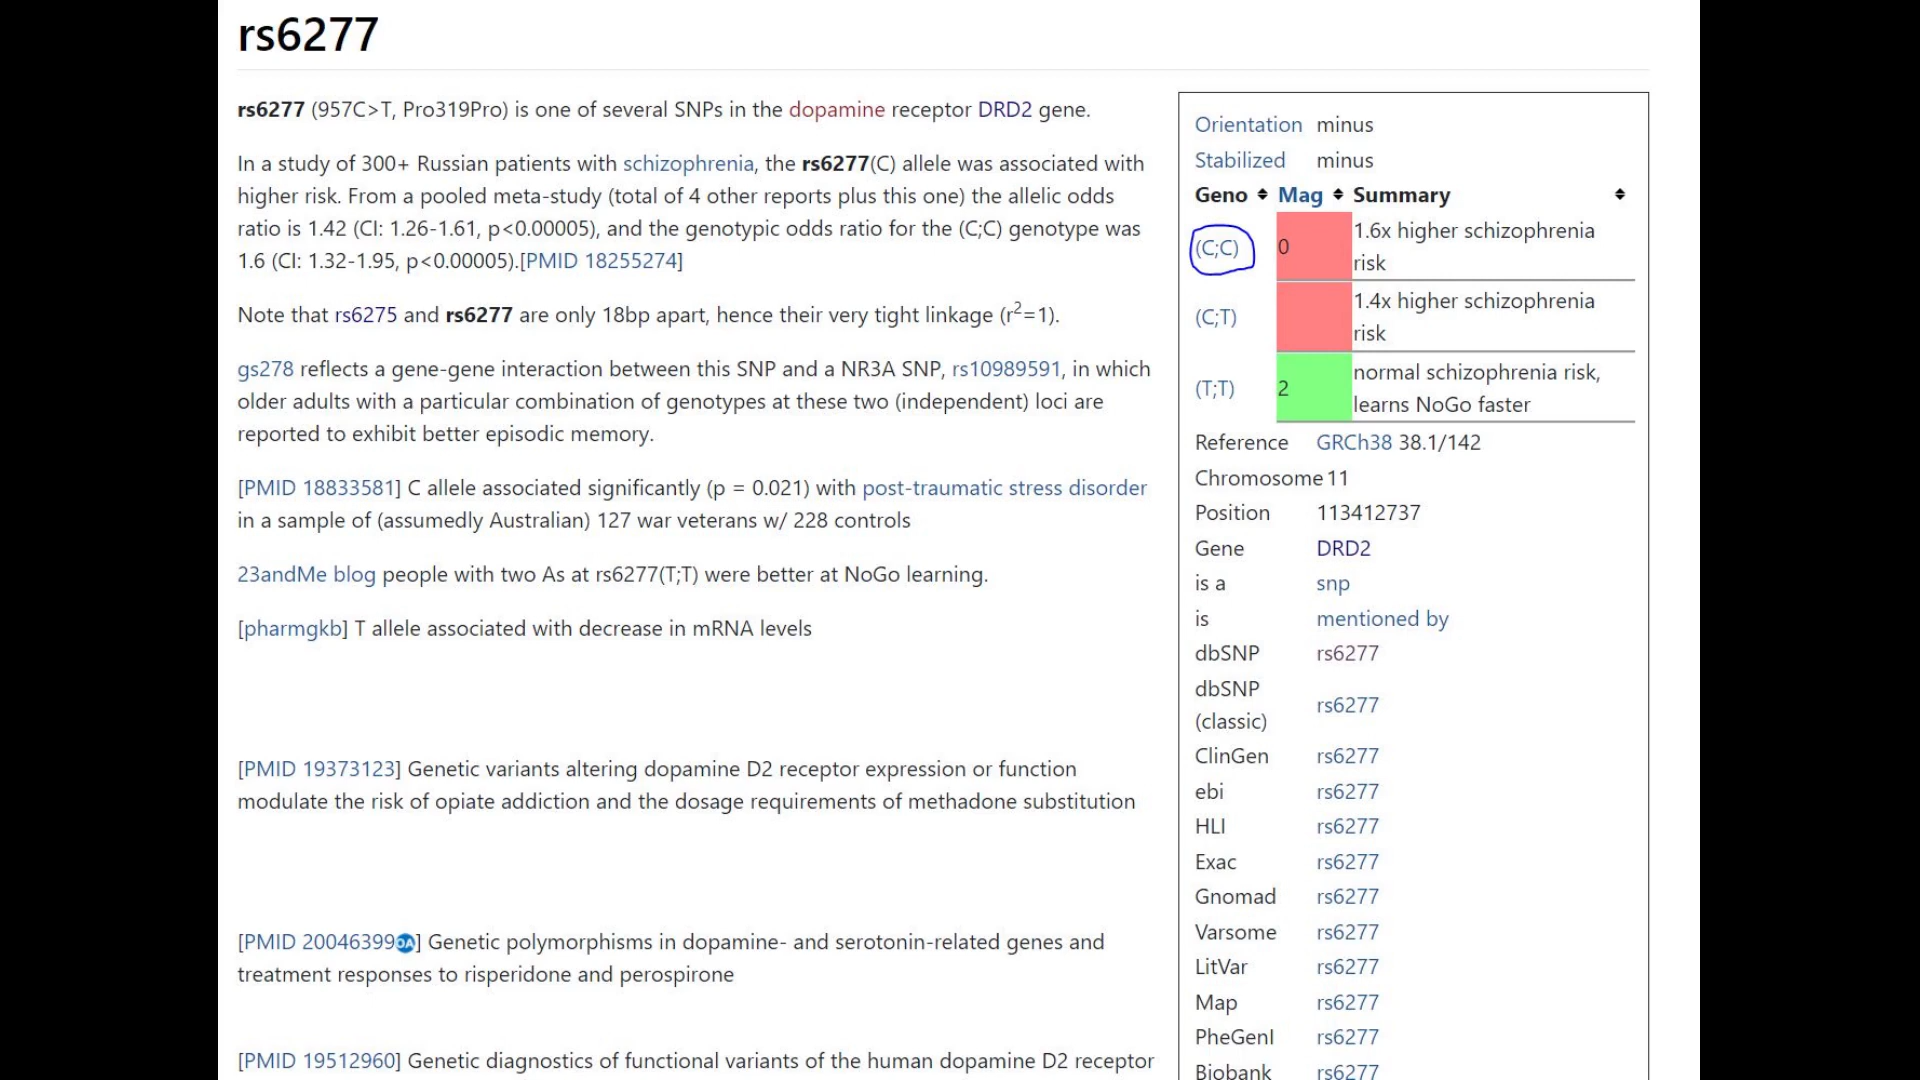 rs6277
rs6277 (957C>T, Pro319Pro) is one of several SNPs in the dopamine receptor DRD2 gene.
In a study of 300+ Russian patients with schizophrenia, the rs6277(C) allele was associated with
higher risk. From a pooled meta-study (total of 4 other reports plus this one) the allelic odds
ratio is 1.42 (CI: 1.26-1.61, p<0.00005), and the genotypic odds ratio for the (C;C) genotype was
1.6 (CI: 1.32-1.95, p<0.00005).[PMID 18255274]
Note that rs6275 and rs6277 are only 18bp apart, hence their very tight linkage (r²=1).
gs278 reflects a gene-gene interaction between this SNP and a NR3A SNP, rs10989591, in which
older adults with a particular combination of genotypes at these two (independent) loci are
reported to exhibit better episodic memory.
[PMID 18833581] C allele associated significantly (p = 0.021) with post-traumatic stress disorder
in a sample of (assumedly Australian) 127 war veterans w/ 228 controls
23andMe blog people with two As at rs6277(T;T) were better at NoGo learning.
[pharmgkb] T allele associated with decrease in mRNA levels
[PMID 19373123] Genetic variants altering dopamine D2 receptor expression or function
modulate the risk of opiate addiction and the dosage requirements of methadone substitution
[PMID 20046399OA] Genetic polymorphisms in dopamine- and serotonin-related genes and
treatment responses to risperidone and perospirone
[PMID 19512960] Genetic diagnostics of functional variants of the human dopamine D2 receptor
Orientation minus
Stabilized minus
Geno Mag Summary
(C;C) 0 1.6x higher schizophrenia
risk
(C;T) 1.4x higher schizophrenia
risk
(T;T) 2 normal schizophrenia risk,
learns NoGo faster
Reference GRCh38 38.1/142
Chromosome 11
Position 113412737
Gene DRD2
is a snp
is mentioned by
dbSNP rs6277
dbSNP
(classic) rs6277
ClinGen rs6277
ebi rs6277
HLI rs6277
Exac rs6277
Gnomad rs6277
Varsome rs6277
LitVar rs6277
Map rs6277
PheGenI rs6277
Biobank rs6277